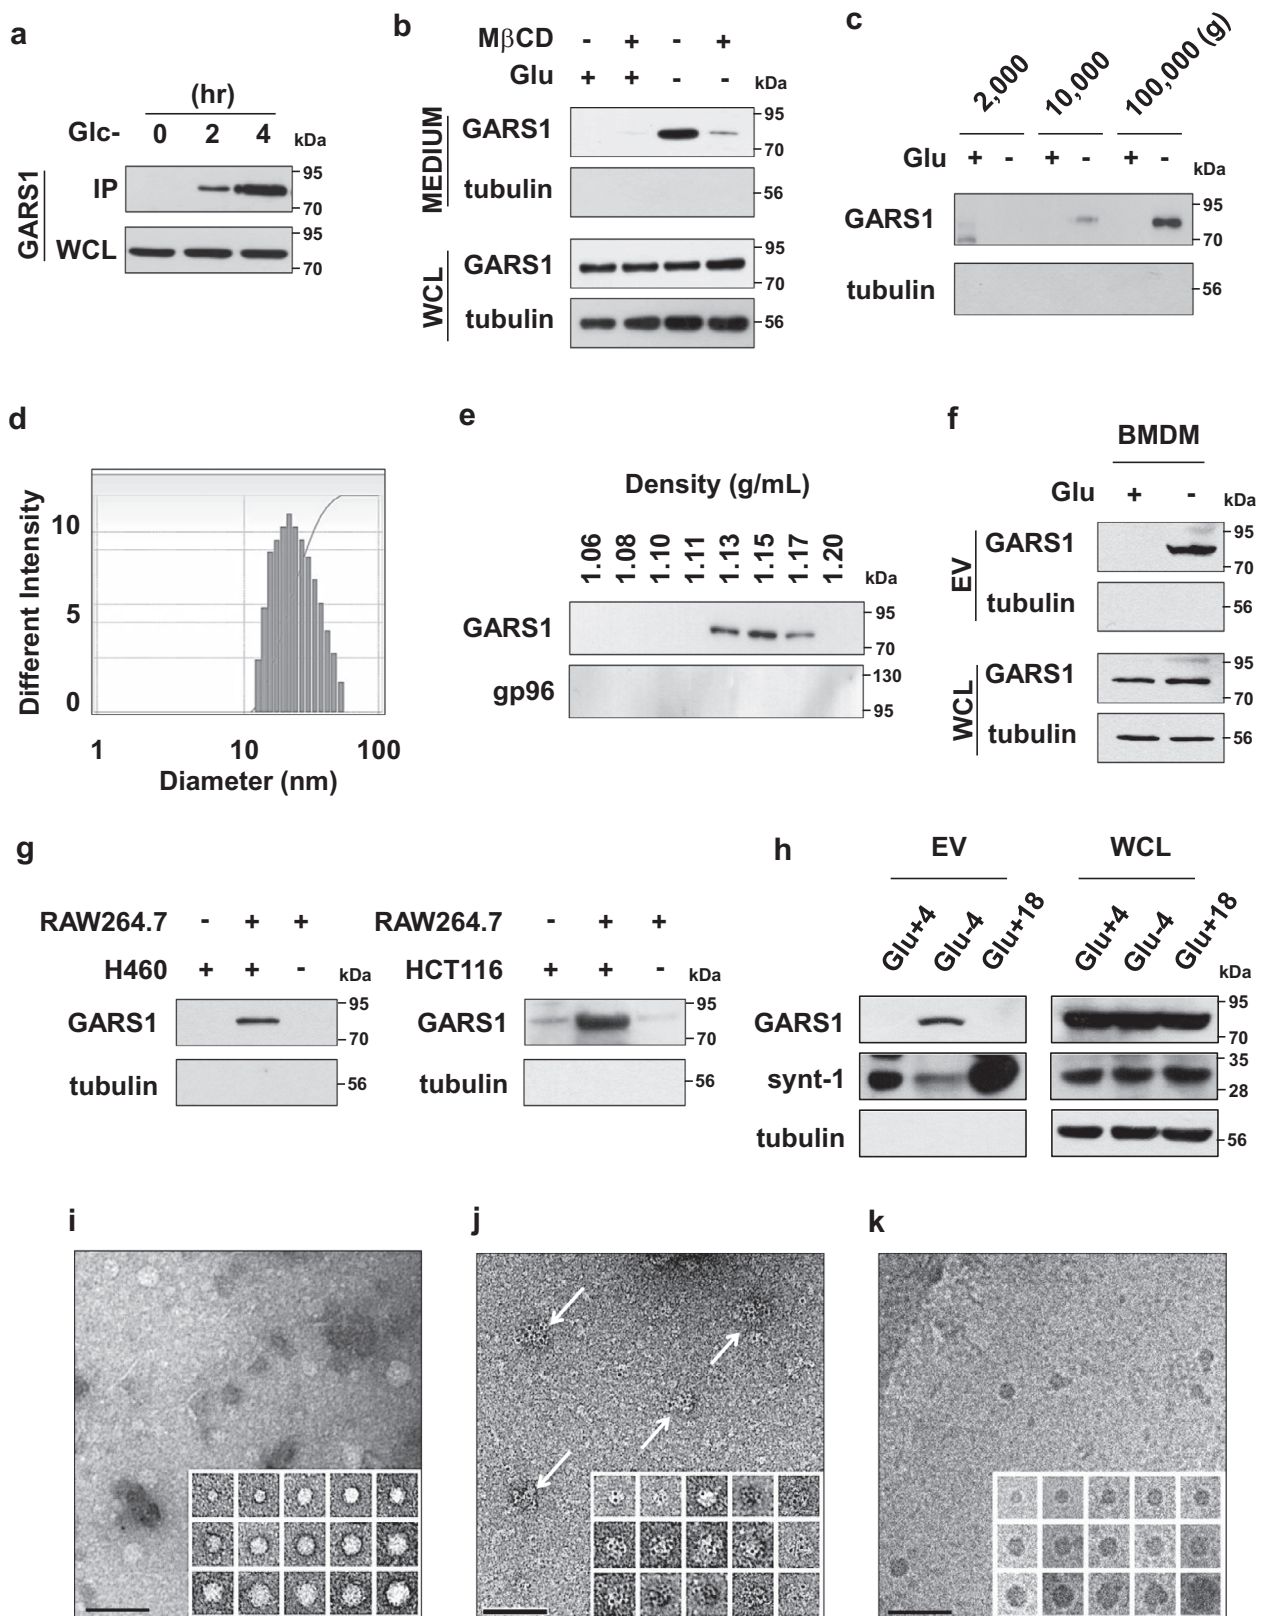 a
(hr)
Glc- 0 2 4 kDa
GARS1
IP 95
70
WCL 95
70
b
MβCD - + - +
Glu + + - - kDa
MEDIUM
GARS1 95
70
tubulin 56
WCL
GARS1 95
70
tubulin 56
c
2,000 10,000 100,000 (g)
Glu + - + - + -
kDa
GARS1 95
70
tubulin 56
d
Different Intensity
10
5
0
1 10 100
Diameter (nm)
e
Density (g/mL)
1.06 1.08 1.10 1.11 1.13 1.15 1.17 1.20 kDa
GARS1 95
70
gp96 130
95
f
BMDM
Glu + - kDa
EV
GARS1 95
70
tubulin 56
WCL
GARS1 95
70
tubulin 56
g
RAW264.7 - + +
H460 + + - kDa
GARS1 95
70
tubulin 56
RAW264.7 - + +
HCT116 + + - kDa
GARS1 95
70
tubulin 56
h
EV WCL
Glu+4 Glu-4 Glu+18 Glu+4 Glu-4 Glu+18
kDa
GARS1 95
70
synt-1 35
28
tubulin 56
i
j
k